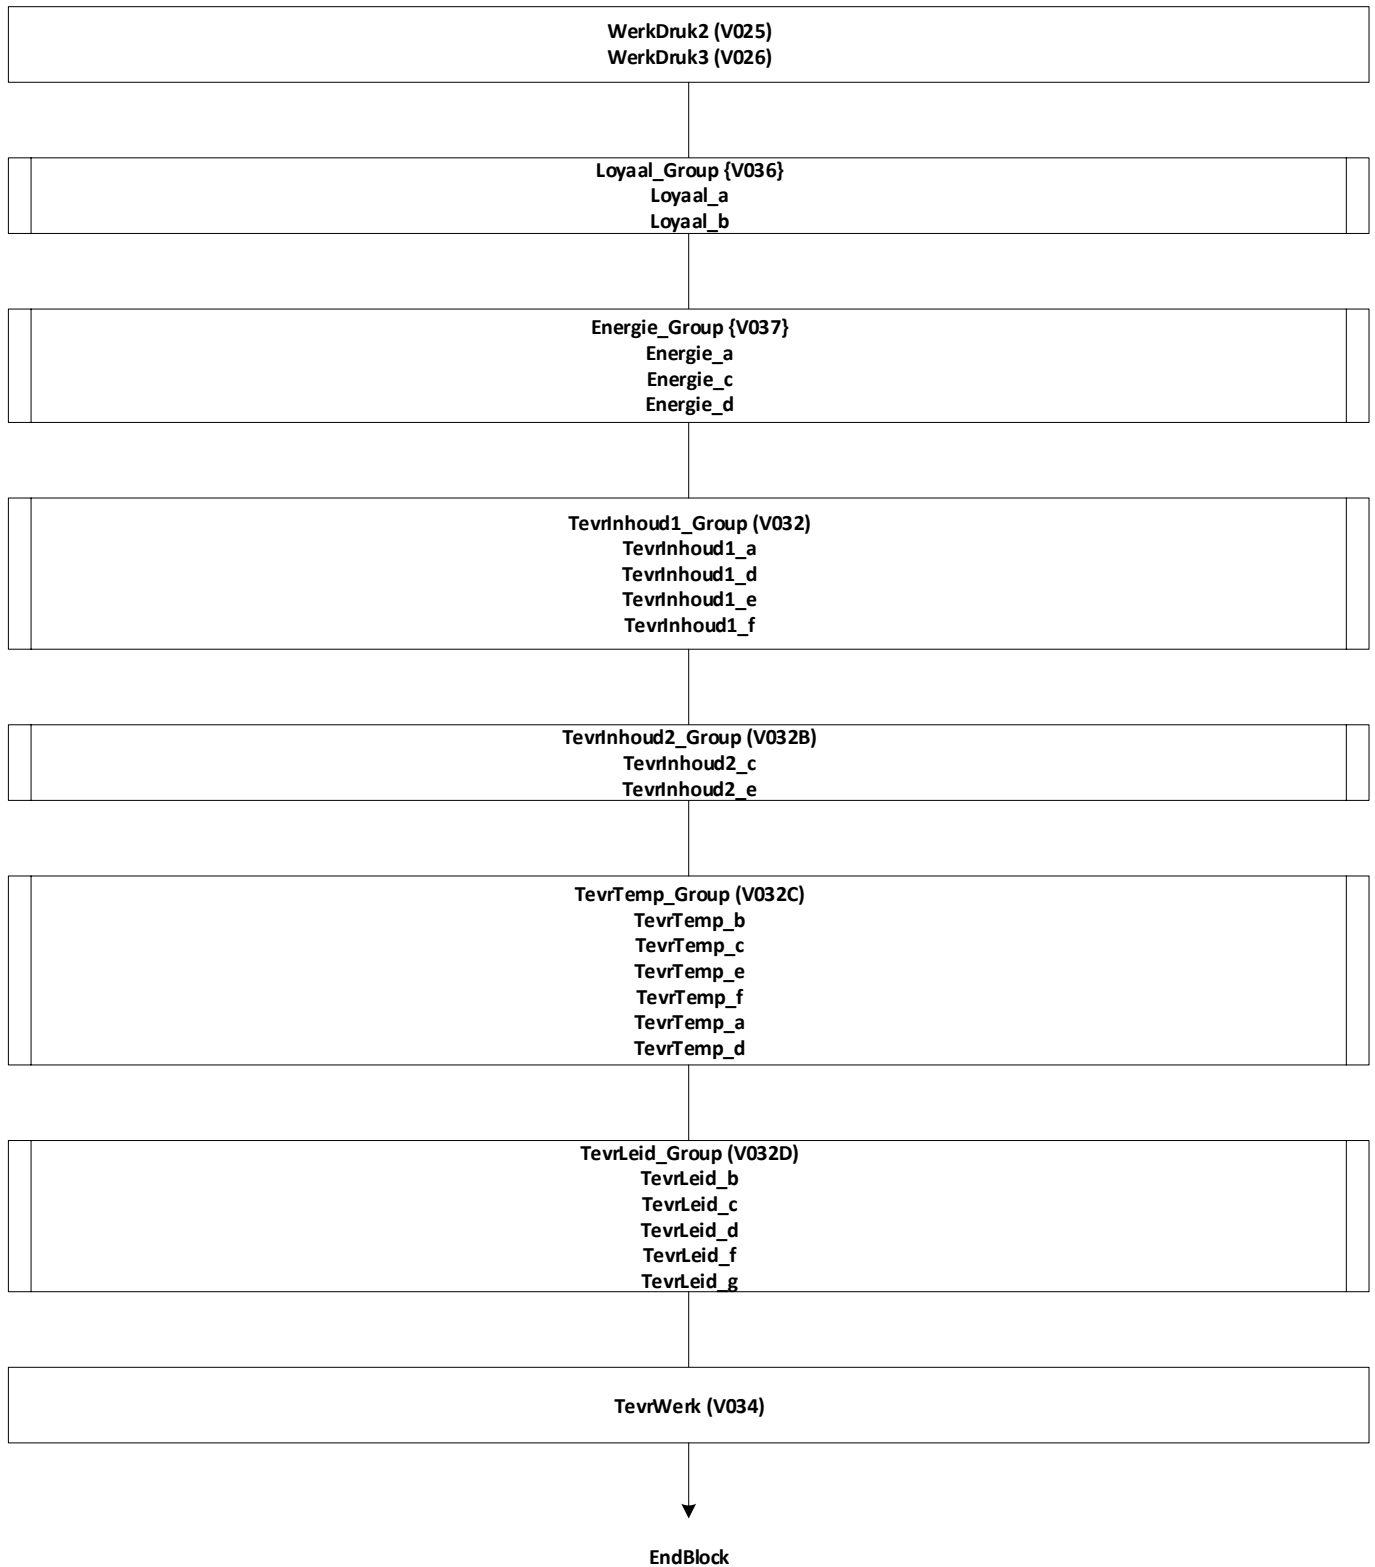 WerkDruk2 (V025)
WerkDruk3 (V026)
Loyaal_Group {V036}
Loyaal_a
Loyaal_b
Energie_Group {V037}
Energie_a
Energie_c
Energie_d
TevrInhoud1_Group (V032)
TevrInhoud1_a
TevrInhoud1_d
TevrInhoud1_e
TevrInhoud1_f
TevrInhoud2_Group (V032B)
TevrInhoud2_c
TevrInhoud2_e
TevrTemp_Group (V032C)
TevrTemp_b
TevrTemp_c
TevrTemp_e
TevrTemp_f
TevrTemp_a
TevrTemp_d
TevrLeid_Group (V032D)
TevrLeid_b
TevrLeid_c
TevrLeid_d
TevrLeid_f
TevrLeid_g
TevrWerk (V034)
EndBlock